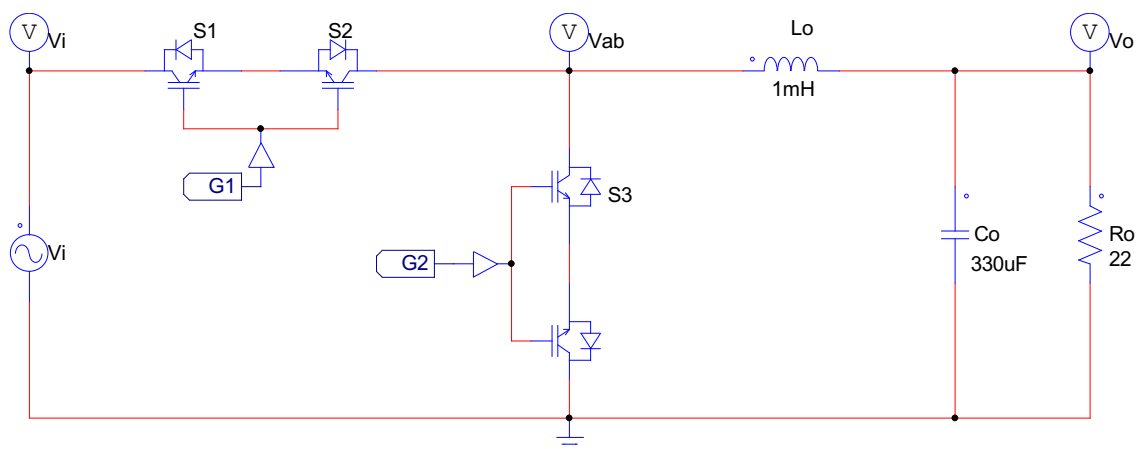 V Vi
S1
S2
V Vab
Lo
1mH
V Vo
G1
S3
Vi
G2
Co
330uF
Ro
22